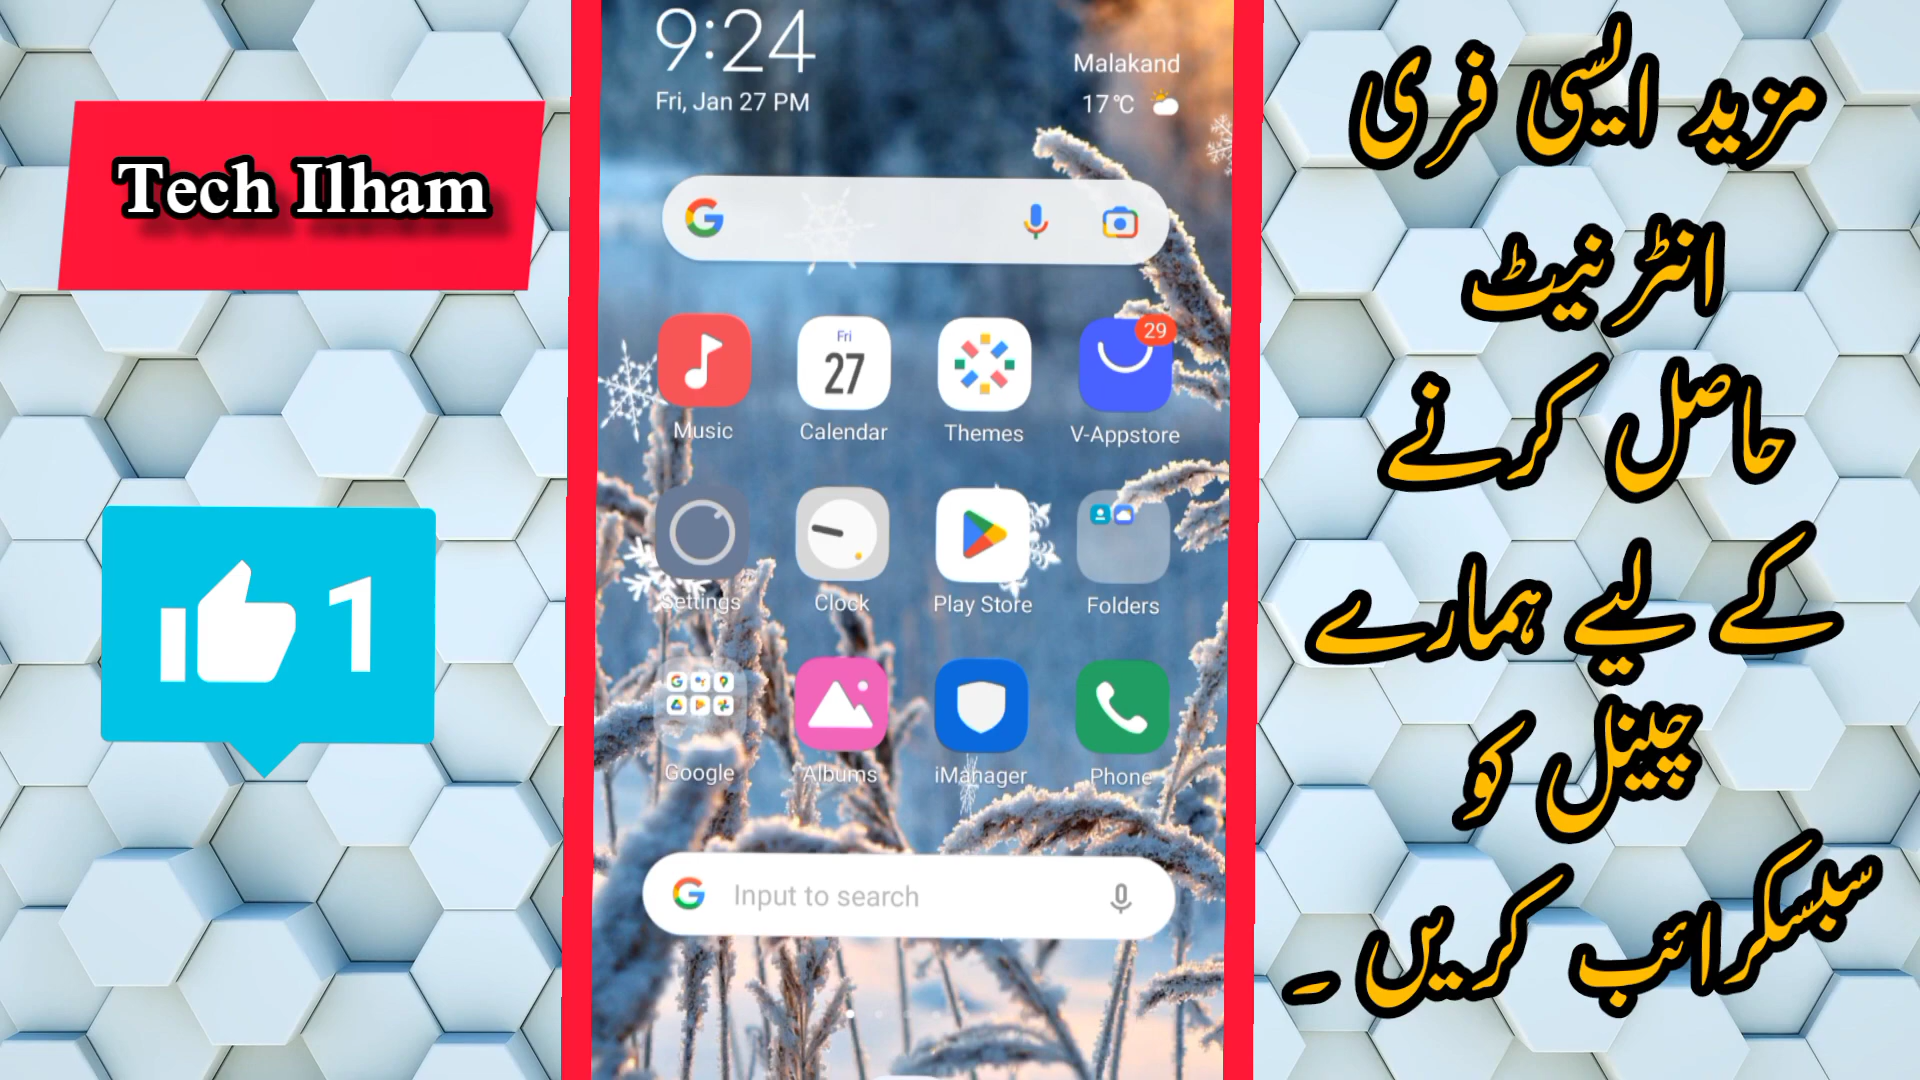 Tech Ilham
1
9:24
Fri, Jan 27 PM
Malakand
17°C
29
Fri
27
Music
Calendar
Themes
V-Appstore
Settings
Clock
Play Store
Folders
Google
Albums
iManager
Phone
Input to search
مزید ایسی فری
انٹرنیٹ
حاصل کرنے
کے لیے ہمارے
چینل کو
سبسکرائب کریں ۔